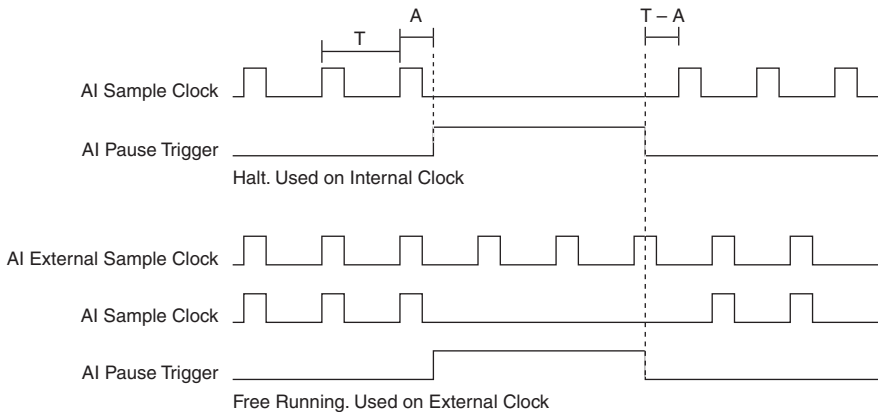 A
T – A
T
AI Sample Clock
AI Pause Trigger
Halt. Used on Internal Clock
AI External Sample Clock
AI Sample Clock
AI Pause Trigger
Free Running. Used on External Clock